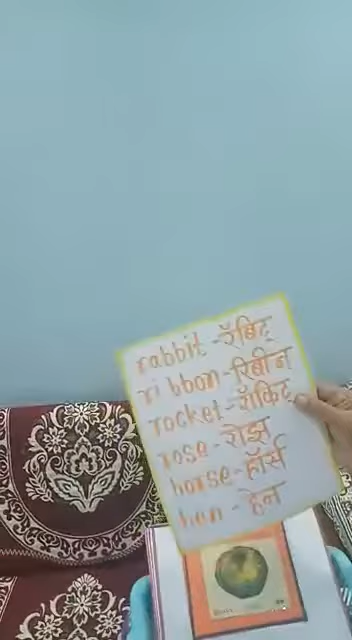 rabbit - रॅबिट
ribbon - रिबीन
rocket - रॉकेट
rose - रोझ
horse - हॉर्स
hen - हेन